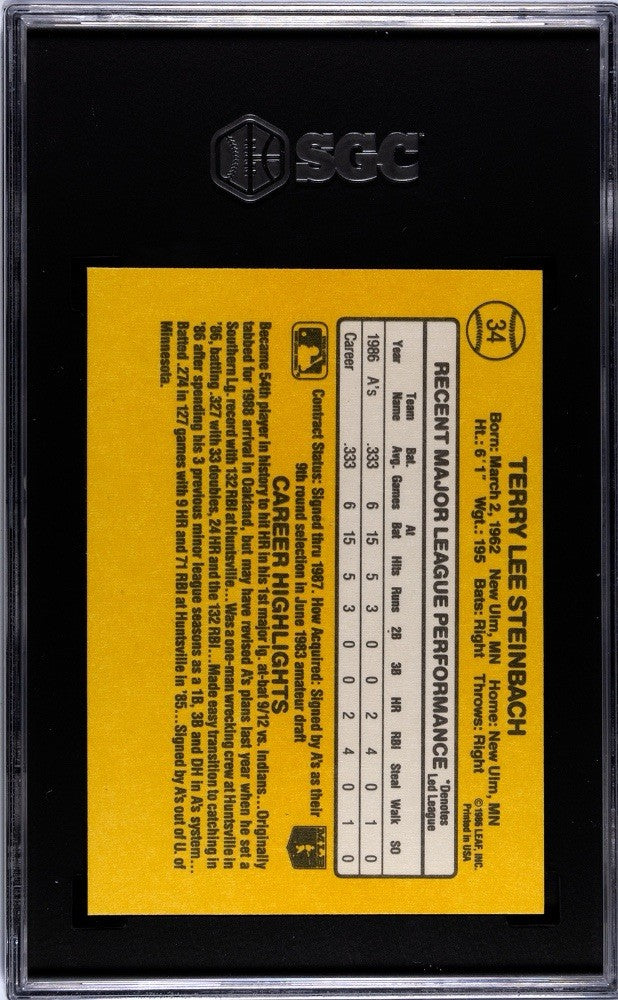 SGC
34
TERRY LEE STEINBACH
Born: March 2, 1962 New Ulm, MN Home: New Ulm, MN
Ht.: 6'1" Wgt.: 195 Bats: Right Throws: Right
© 1986 LEAF, INC.
Printed in USA
RECENT MAJOR LEAGUE PERFORMANCE *Denotes
Led League
Year Team Name Bat. Avg. Games At Bat Hits Runs 2B 3B HR RBI Steal Walk SO
1986 A's .333 6 15 5 3 0 0 2 4 0 1 0
Career .333 6 15 5 3 0 0 2 4 0 1 0
Contract Status: Signed thru 1987. How Acquired: Signed by A's as their
9th round selection in June 1983 amateur draft
CAREER HIGHLIGHTS
Became 54th player in history to hit HR in his 1st major lg. at-bat 9/12 vs. Indians...Originally
tabbed for 1988 arrival in Oakland, but may have revised A's plans last year when he set a
Southern Lg. record with 132 RBI at Huntsville...Was a one-man wrecking crew at Huntsville in
'86, batting .327 with 33 doubles, 24 HR and the 132 RBI...Made easy transition to catching in
'86 after spending his 3 previous minor league seasons as a 1B, 3B and DH in A's system...
Batted .274 in 127 games with 9 HR and 71 RBI at Huntsville in '85...Signed by A's out of U. of
Minnesota.